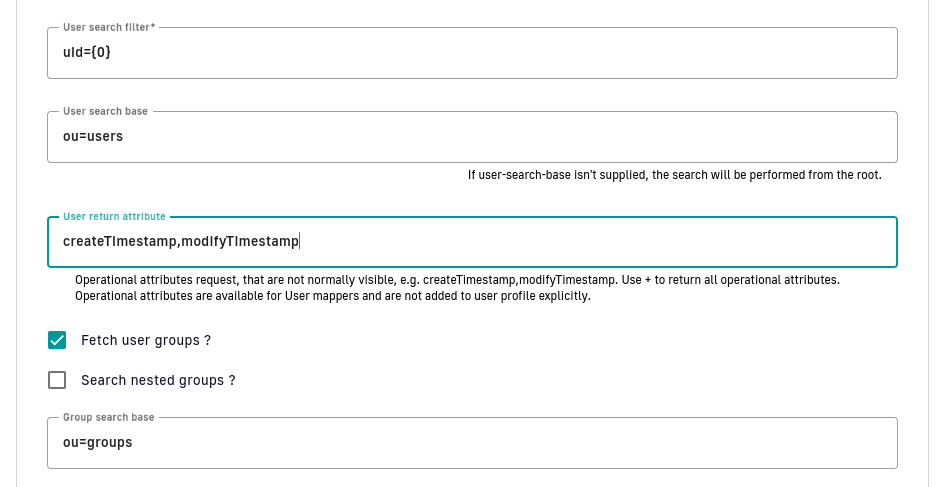 User search filter*
uid={0}
User search base
ou=users
If user-search-base isn't supplied, the search will be performed from the root.
User return attribute
createTimestamp,modifyTimestamp
Operational attributes request, that are not normally visible, e.g. createTimestamp,modifyTimestamp. Use + to return all operational attributes.
Operational attributes are available for User mappers and are not added to user profile explicitly.
Fetch user groups ?
Search nested groups ?
Group search base
ou=groups